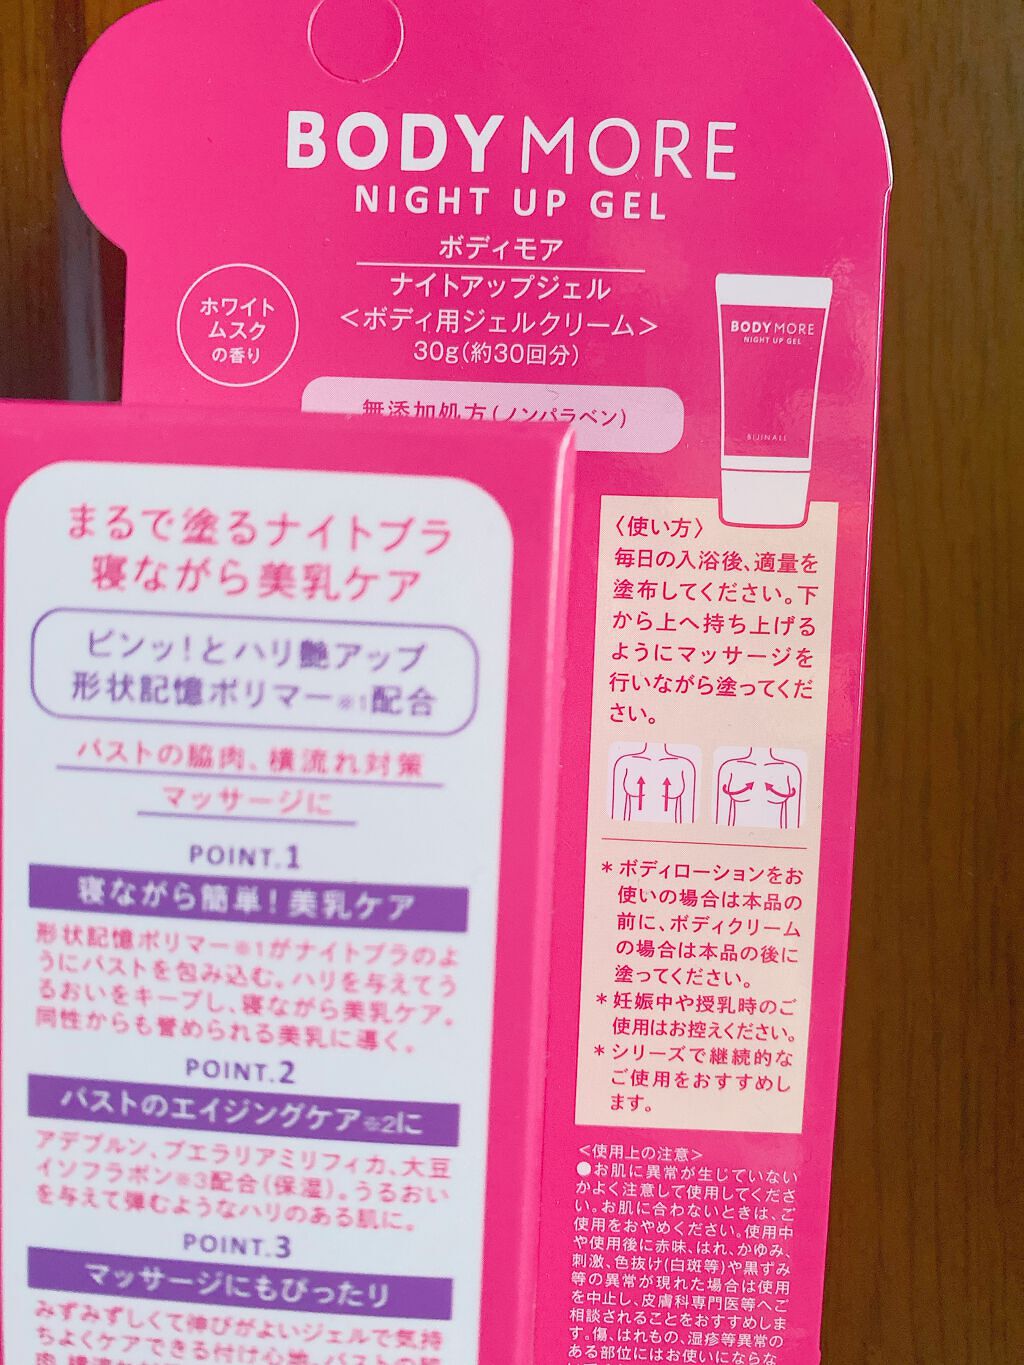 BODYMORE
NIGHT UP GEL
ボディモア
ナイトアップジェル
<ボディ用ジェルクリーム>
30g(約30回分)
ホワイト
ムスク
の香り
無添加処方(ノンパラベン)
BODYMORE
NIGHT UP GEL
BIJINALL
〈使い方〉
毎日の入浴後、適量を
塗布してください。下
から上へ持ち上げる
ようにマッサージを
行いながら塗ってくだ
さい。
*ボディローションをお
使いの場合は本品の
前に、ボディクリーム
の場合は本品の後に
塗ってください。
*妊娠中や授乳時のご
使用はお控えください。
*シリーズで継続的な
ご使用をおすすめし
ます。
<使用上の注意>
●お肌に異常が生じていない
かよく注意して使用してくださ
い。お肌に合わないときは、ご
使用をおやめください。使用中
や使用後に赤味、はれ、かゆみ、
刺激、色抜け(白斑等)や黒ずみ
等の異常が現れた場合は使用
を中止し、皮膚科専門医等へご
相談されることをおすすめしま
す。傷、はれもの、湿疹等異常の
ある部位にはお使いにならな
まるで塗るナイトブラ
寝ながら美乳ケア
ピンッ!とハリ艶アップ
形状記憶ポリマー※1配合
バストの脇肉、横流れ対策
マッサージに
POINT.1
寝ながら簡単!美乳ケア
形状記憶ポリマー※1がナイトブラのよ
うにバストを包み込む。ハリを与えてう
るおいをキープし、寝ながら美乳ケア。
同性からも誉められる美乳に導く。
POINT.2
バストのエイジングケア※2に
アデブルン、プエラリアミリフィカ、大豆
イソフラボン※3配合(保湿)。うるおい
を与えて弾むようなハリのある肌に。
POINT.3
マッサージにもぴったり
みずみずしくて伸びがよいジェルで気持
ちよくケアできる付け心地。バストの脇